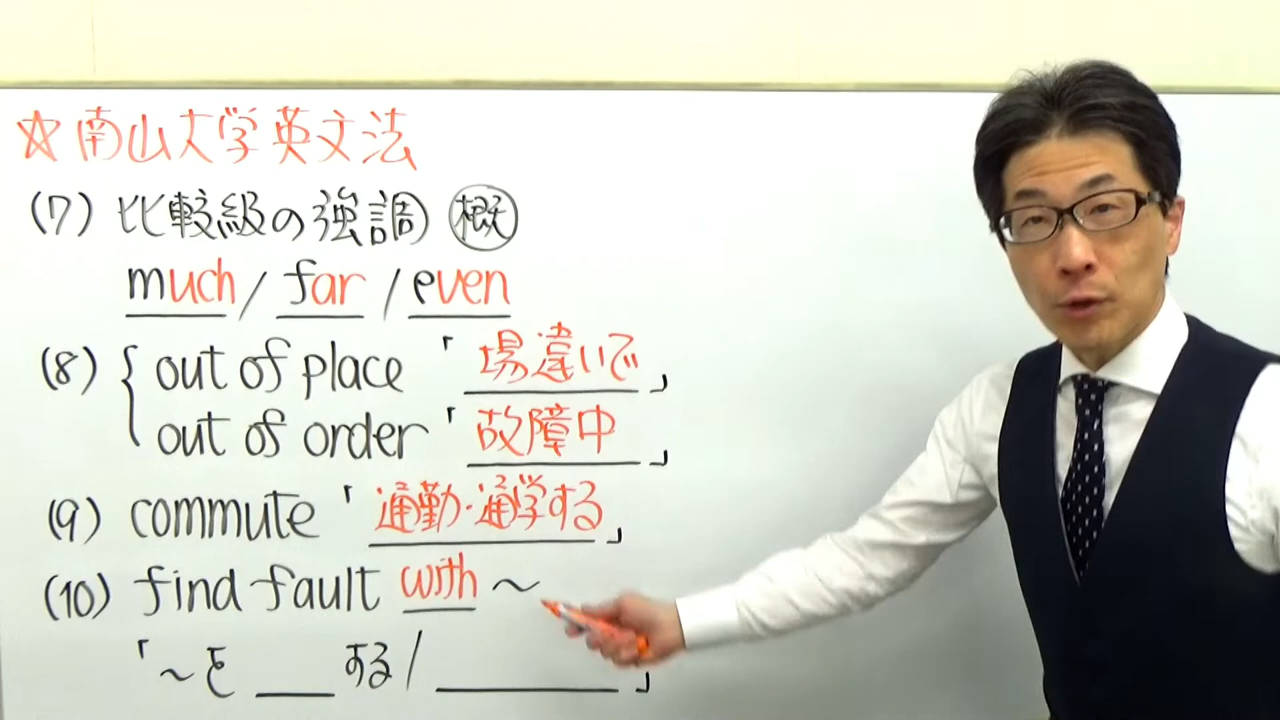 ☆南山大学英文法
(7) 比較級の強調 概
much / far / even
(8) { out of place 「場違いで」
out of order 「故障中」
(9) commute 「通勤・通学する」
(10) find fault with ～
「～を ___ する / ______」